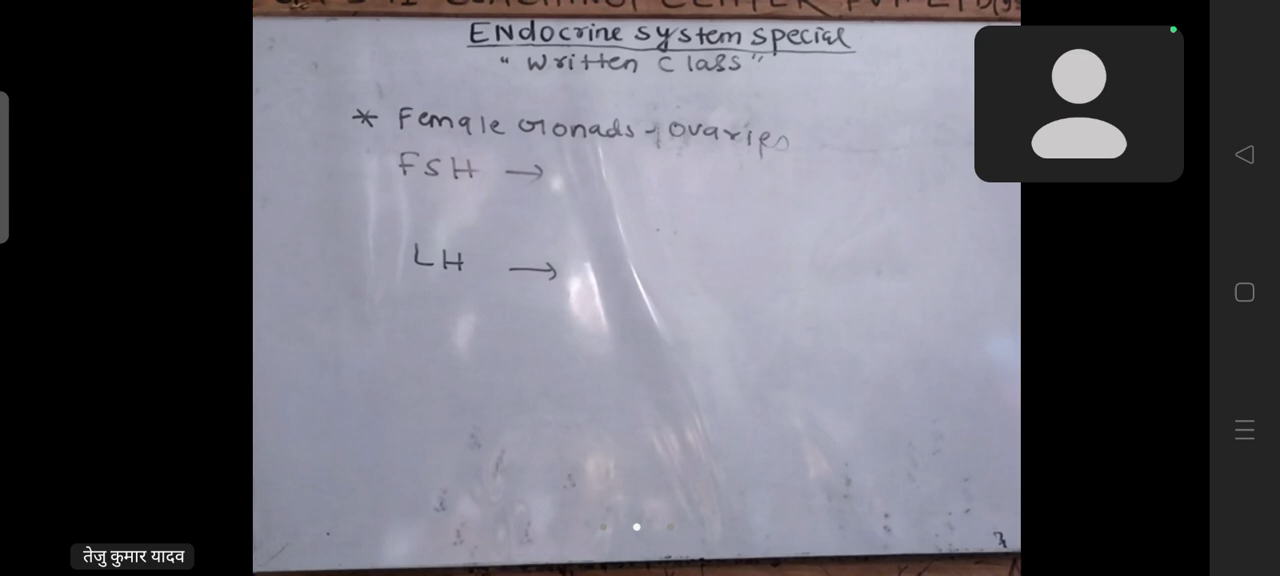 ENdocrine system special
" written class "
* Female Gonads - ovaries
FSH →
LH →
तेजु कुमार यादव